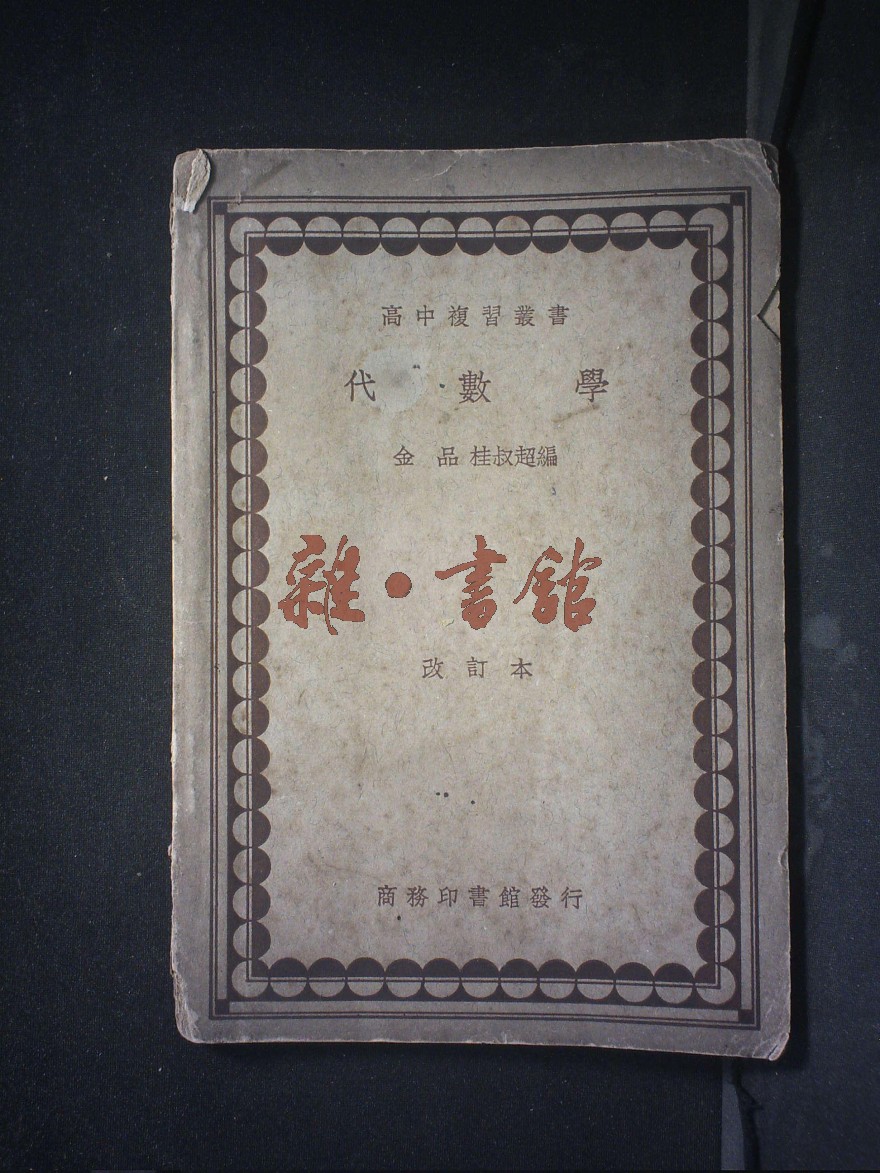 高中複習叢書
代數學
金品 桂叔超編
雜·書館
改訂本
商務印書館發行